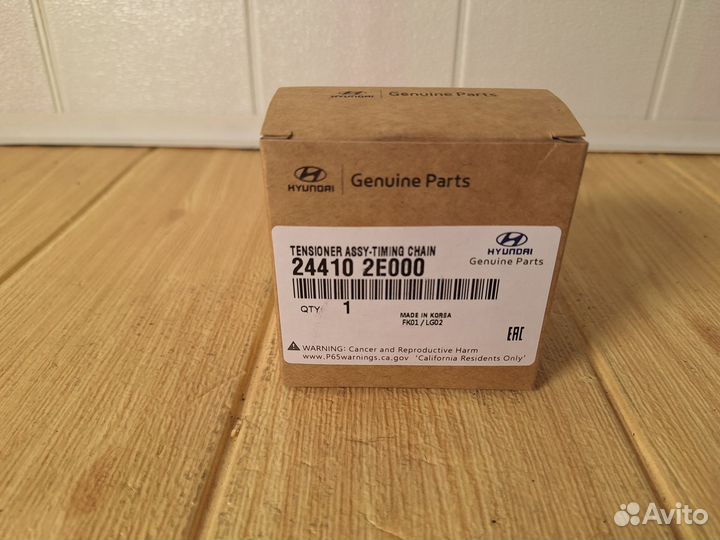 HYUNDAI | Genuine Parts
HYUNDAI | Genuine Parts
TENSIONER ASSY-TIMING CHAIN
24410 2E000
HYUNDAI
Genuine Parts
QTY 1
MADE IN KOREA
FK01 / LG02
EAC
WARNING: Cancer and Reproductive Harm
www.P65warnings.ca.gov 'California Residents Only'
Avito